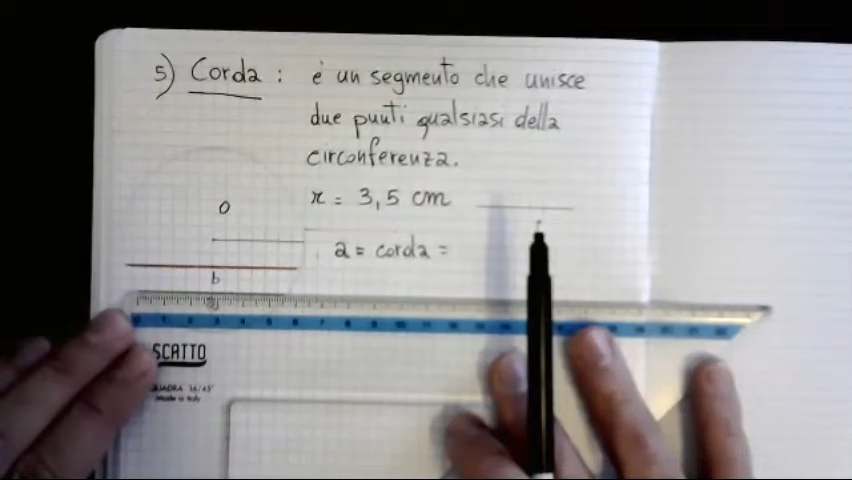 5) Corda : è un segmento che unisce
due punti qualsiasi della
circonferenza.
r = 3,5 cm
O
a = corda =
b
SCATTO
made in Italy